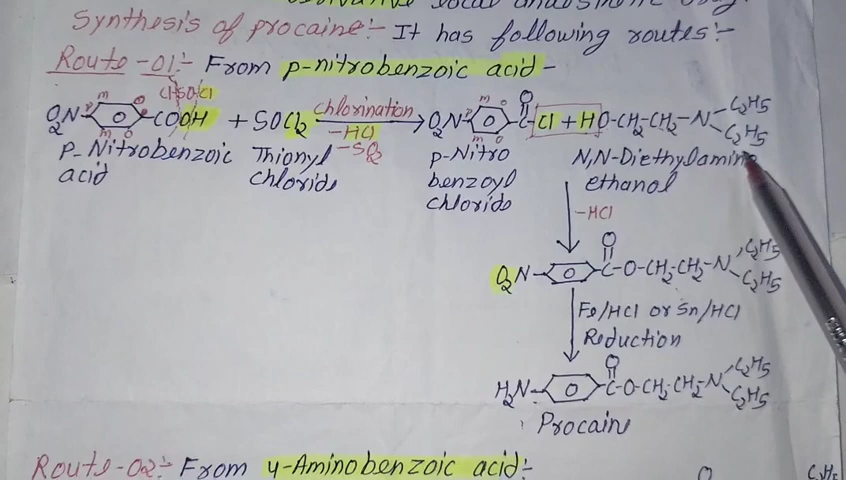 Synthesis of procaine:- It has following routes:-
Route-01:- From p-nitrobenzoic acid-
O₂N-COOH + SOCl₂ Chlorination -HCl -SO₂ O₂N-C-Cl + HO-CH₂-CH₂-N C₂H₅ C₂H₅
m o m o
O
p-Nitrobenzoic acid
Thionyl chloride
p-Nitro benzoyl chloride
N,N-Diethylamino ethanol
-HCl
O₂N-C-O-CH₂-CH₂-N C₂H₅ C₂H₅
O
Fe/HCl or Sn/HCl
Reduction
H₂N-C-O-CH₂-CH₂-N C₂H₅ C₂H₅
O
Procaine
Route-02:- From 4-Aminobenzoic acid:-
O